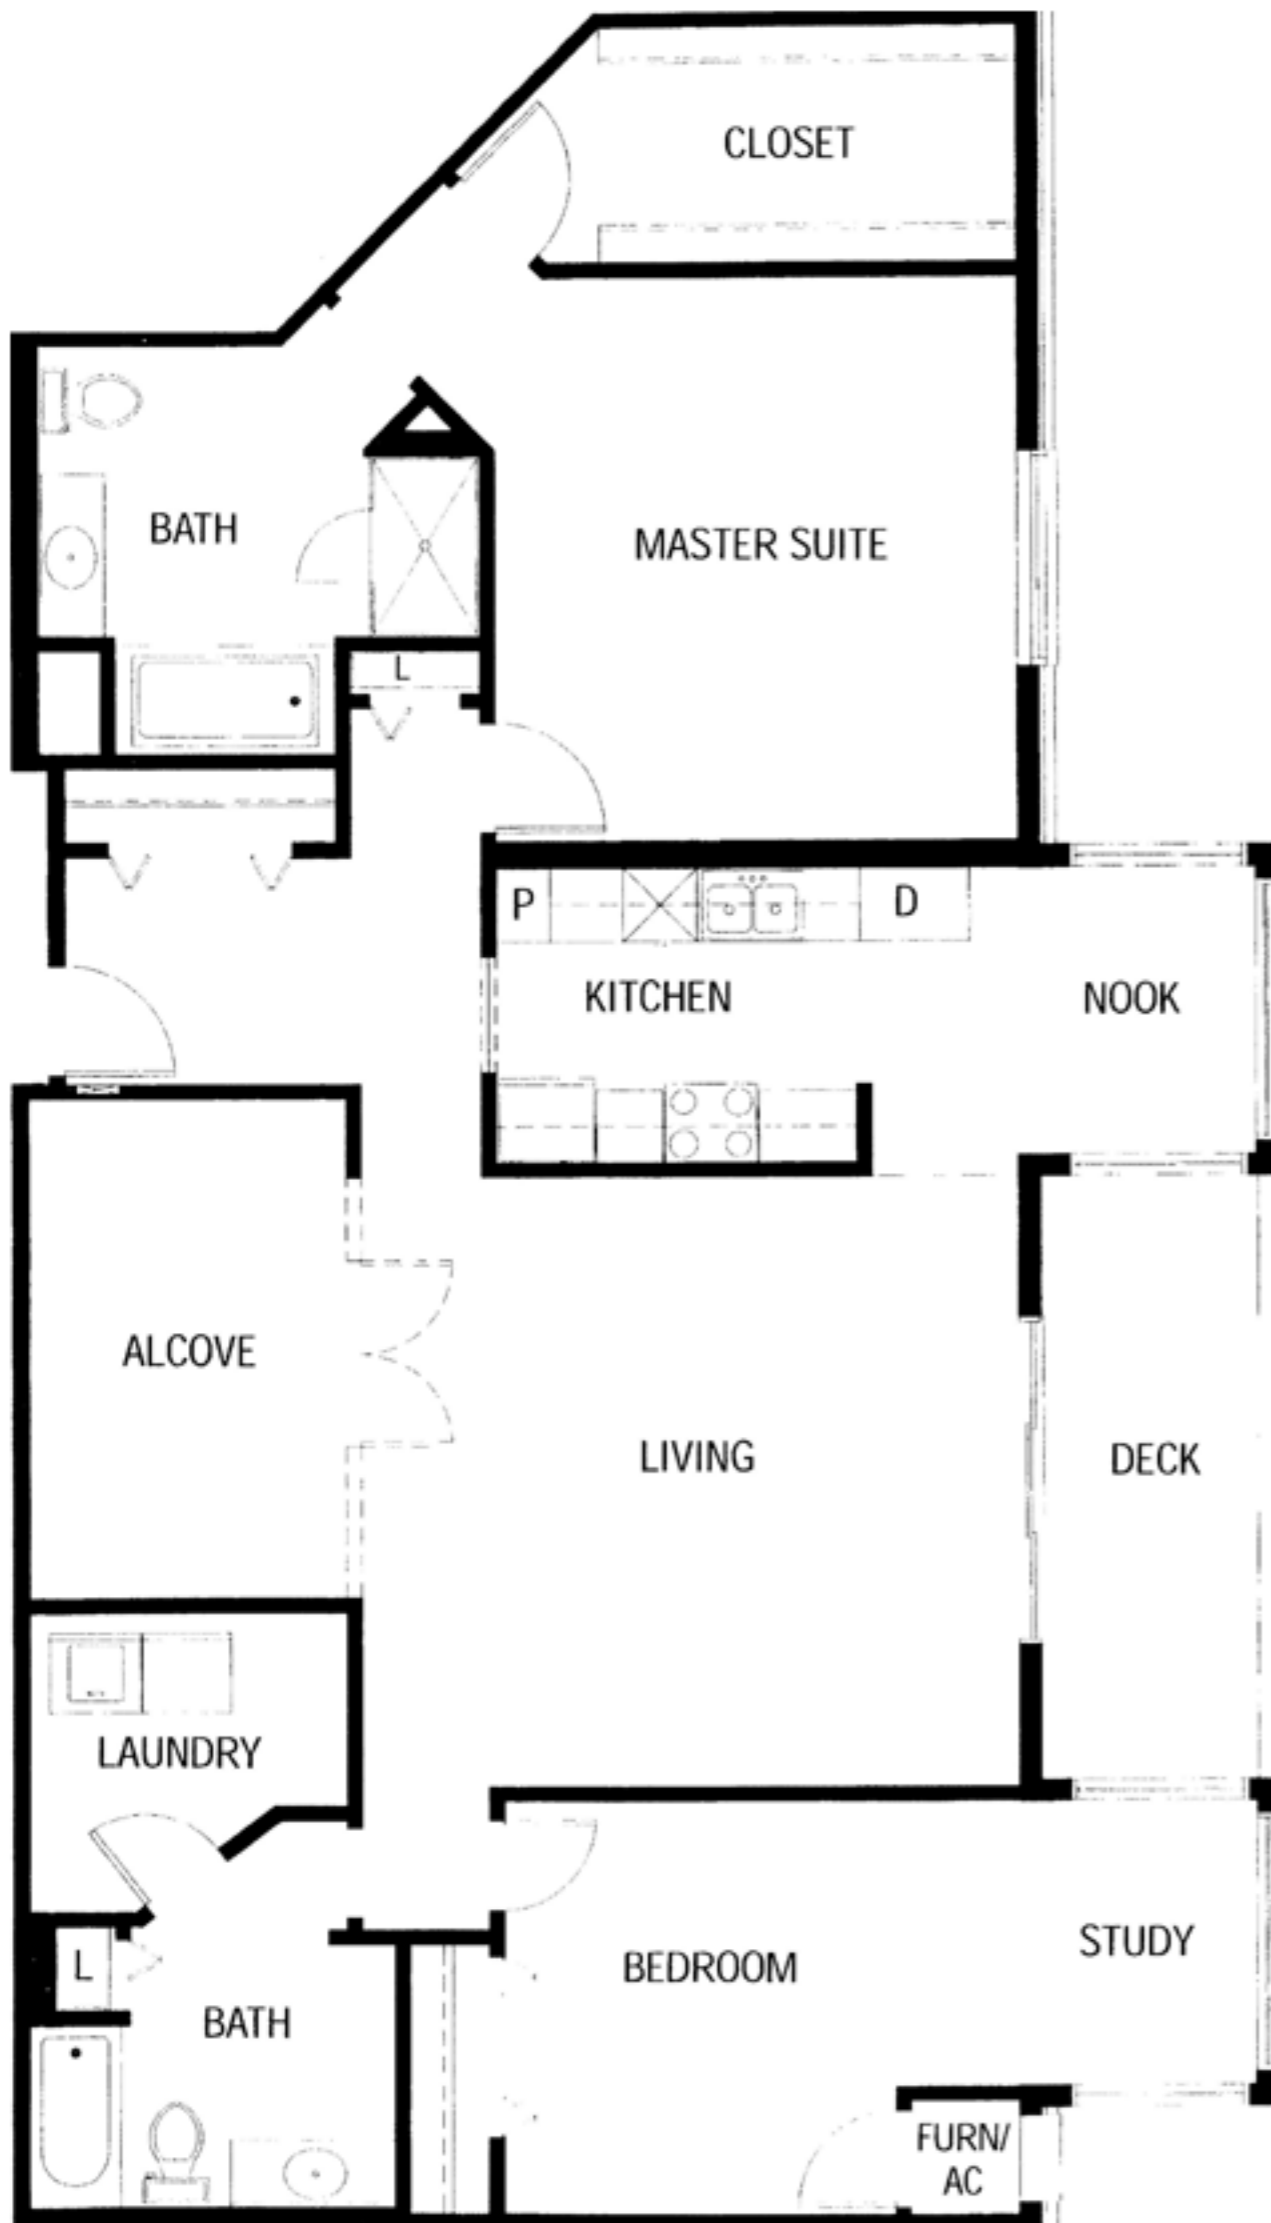 CLOSET
BATH
MASTER SUITE
L
P
D
KITCHEN
NOOK
ALCOVE
LIVING
DECK
LAUNDRY
STUDY
L
BEDROOM
BATH
FURN/
AC